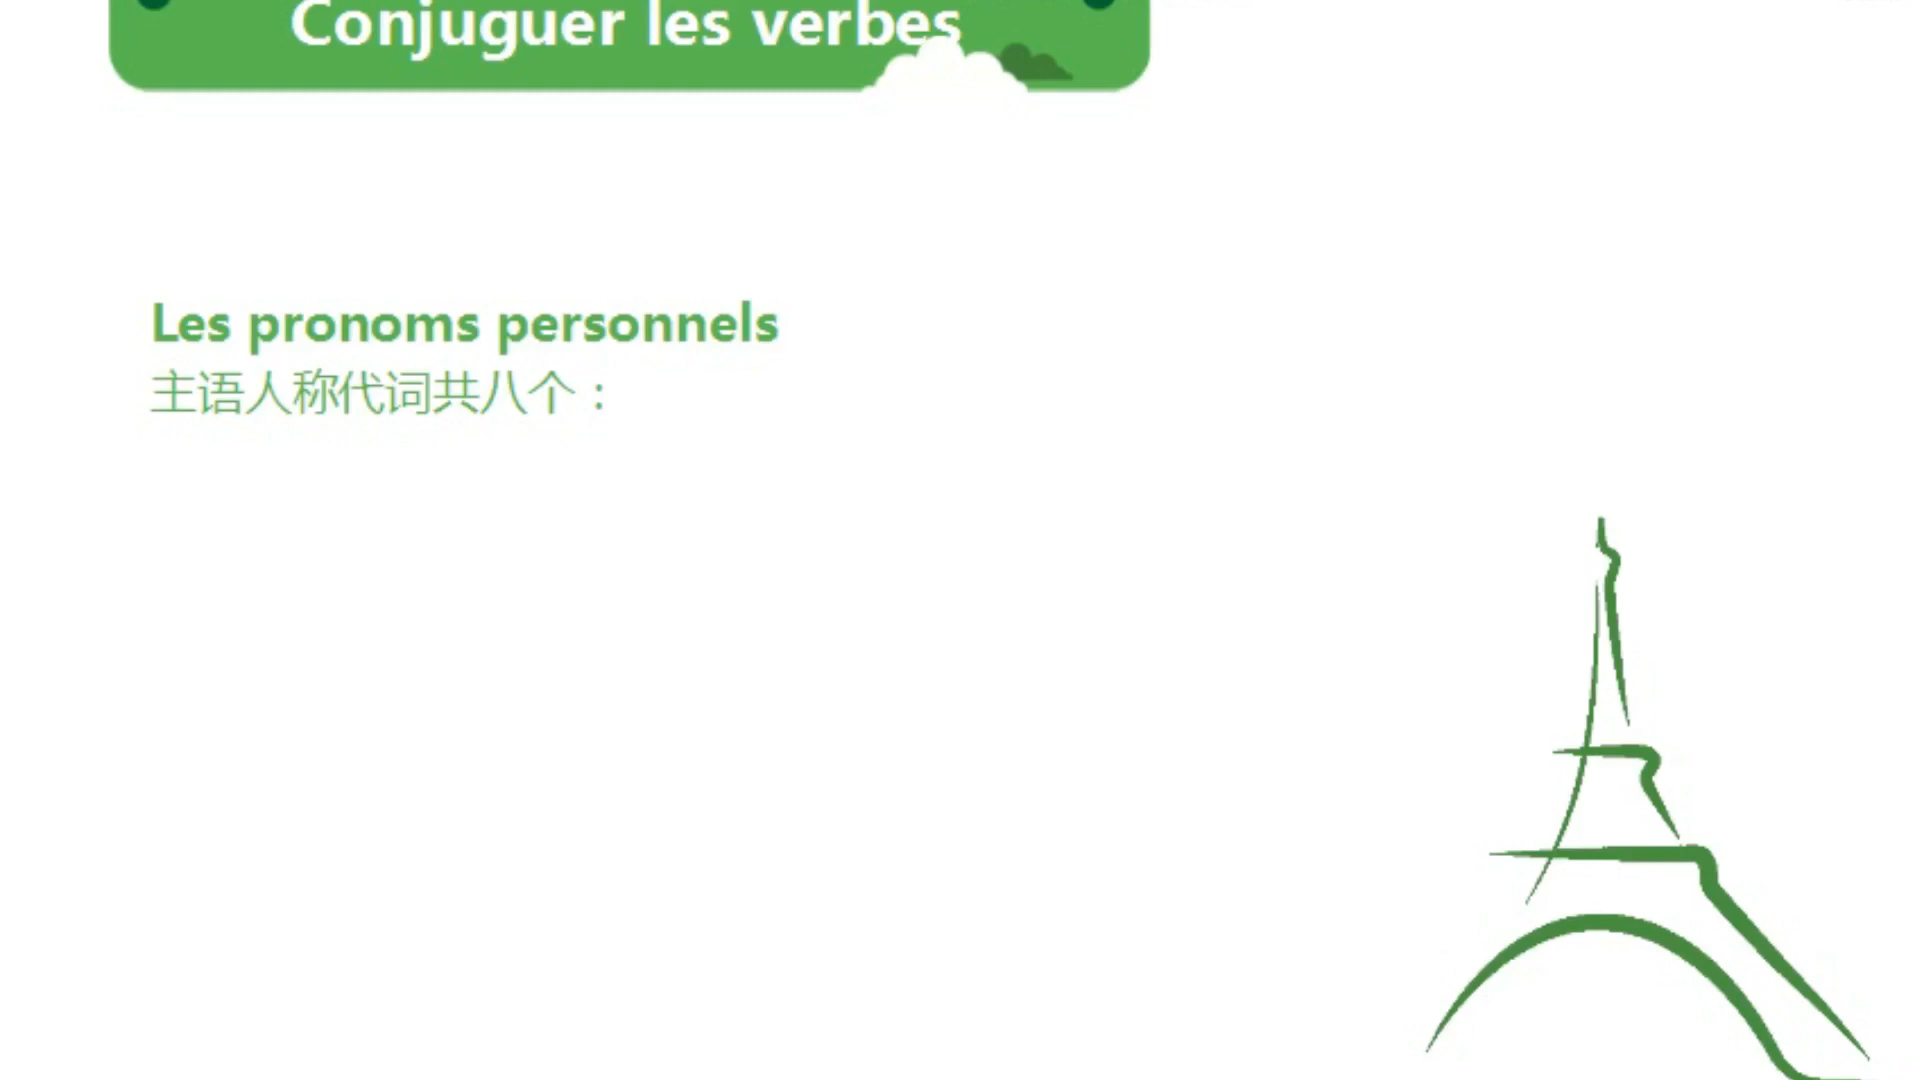 Conjuguer les verbes
Les pronoms personnels
主语人称代词共八个：